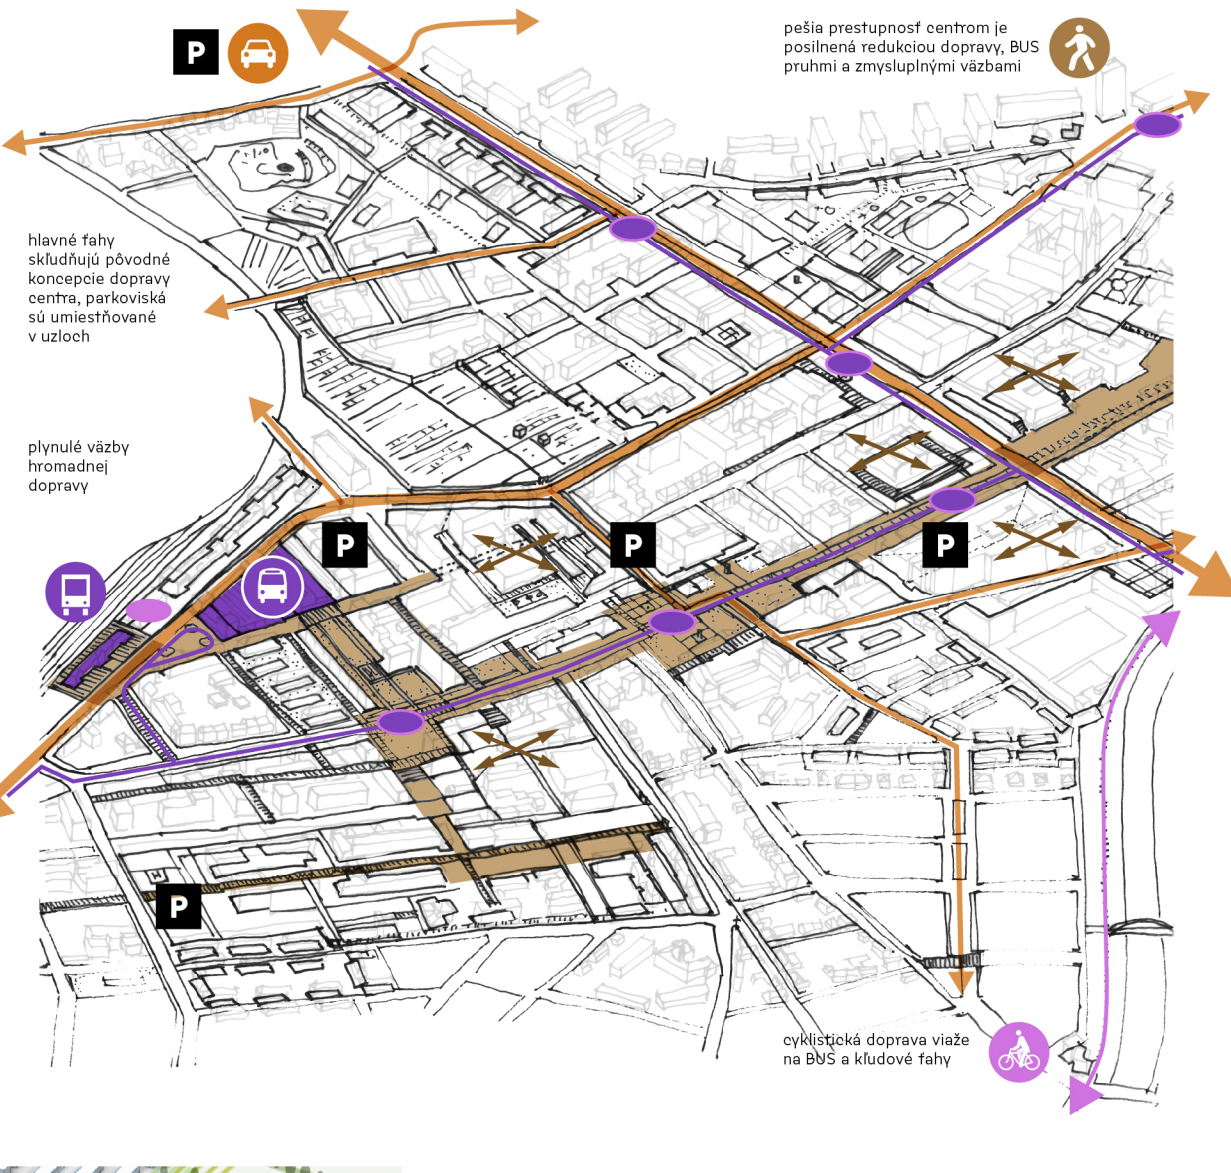 P
pešia prestupnosť centrom je
posilnená redukciou dopravy, BUS
pruhmi a zmysluplnými väzbami
hlavné ťahy
skľudňujú pôvodné
koncepcie dopravy
centra, parkoviská
sú umiestňované
v uzloch
plynulé väzby
hromadnej
dopravy
P
P
P
P
cyklistická doprava viaže
na BUS a kľudové ťahy